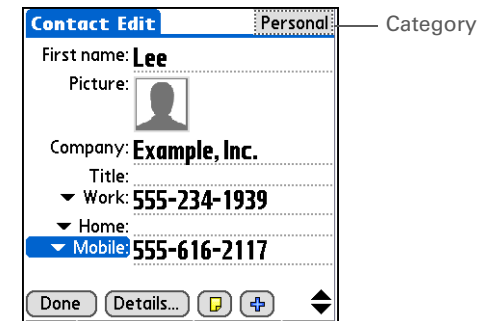 Contact Edit Personal Category
First name: Lee
Picture:
Company: Example, Inc.
Title:
Work: 555-234-1939
Home:
Mobile: 555-616-2117
Done Details...